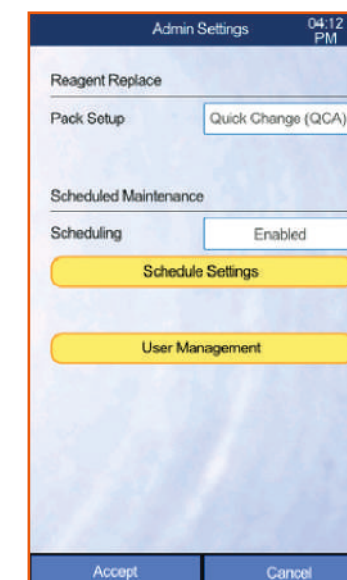 Admin Settings
04:12
PM
Reagent Replace
Pack Setup
Quick Change (QCA)
Scheduled Maintenance
Scheduling
Enabled
Schedule Settings
User Management
Accept
Cancel